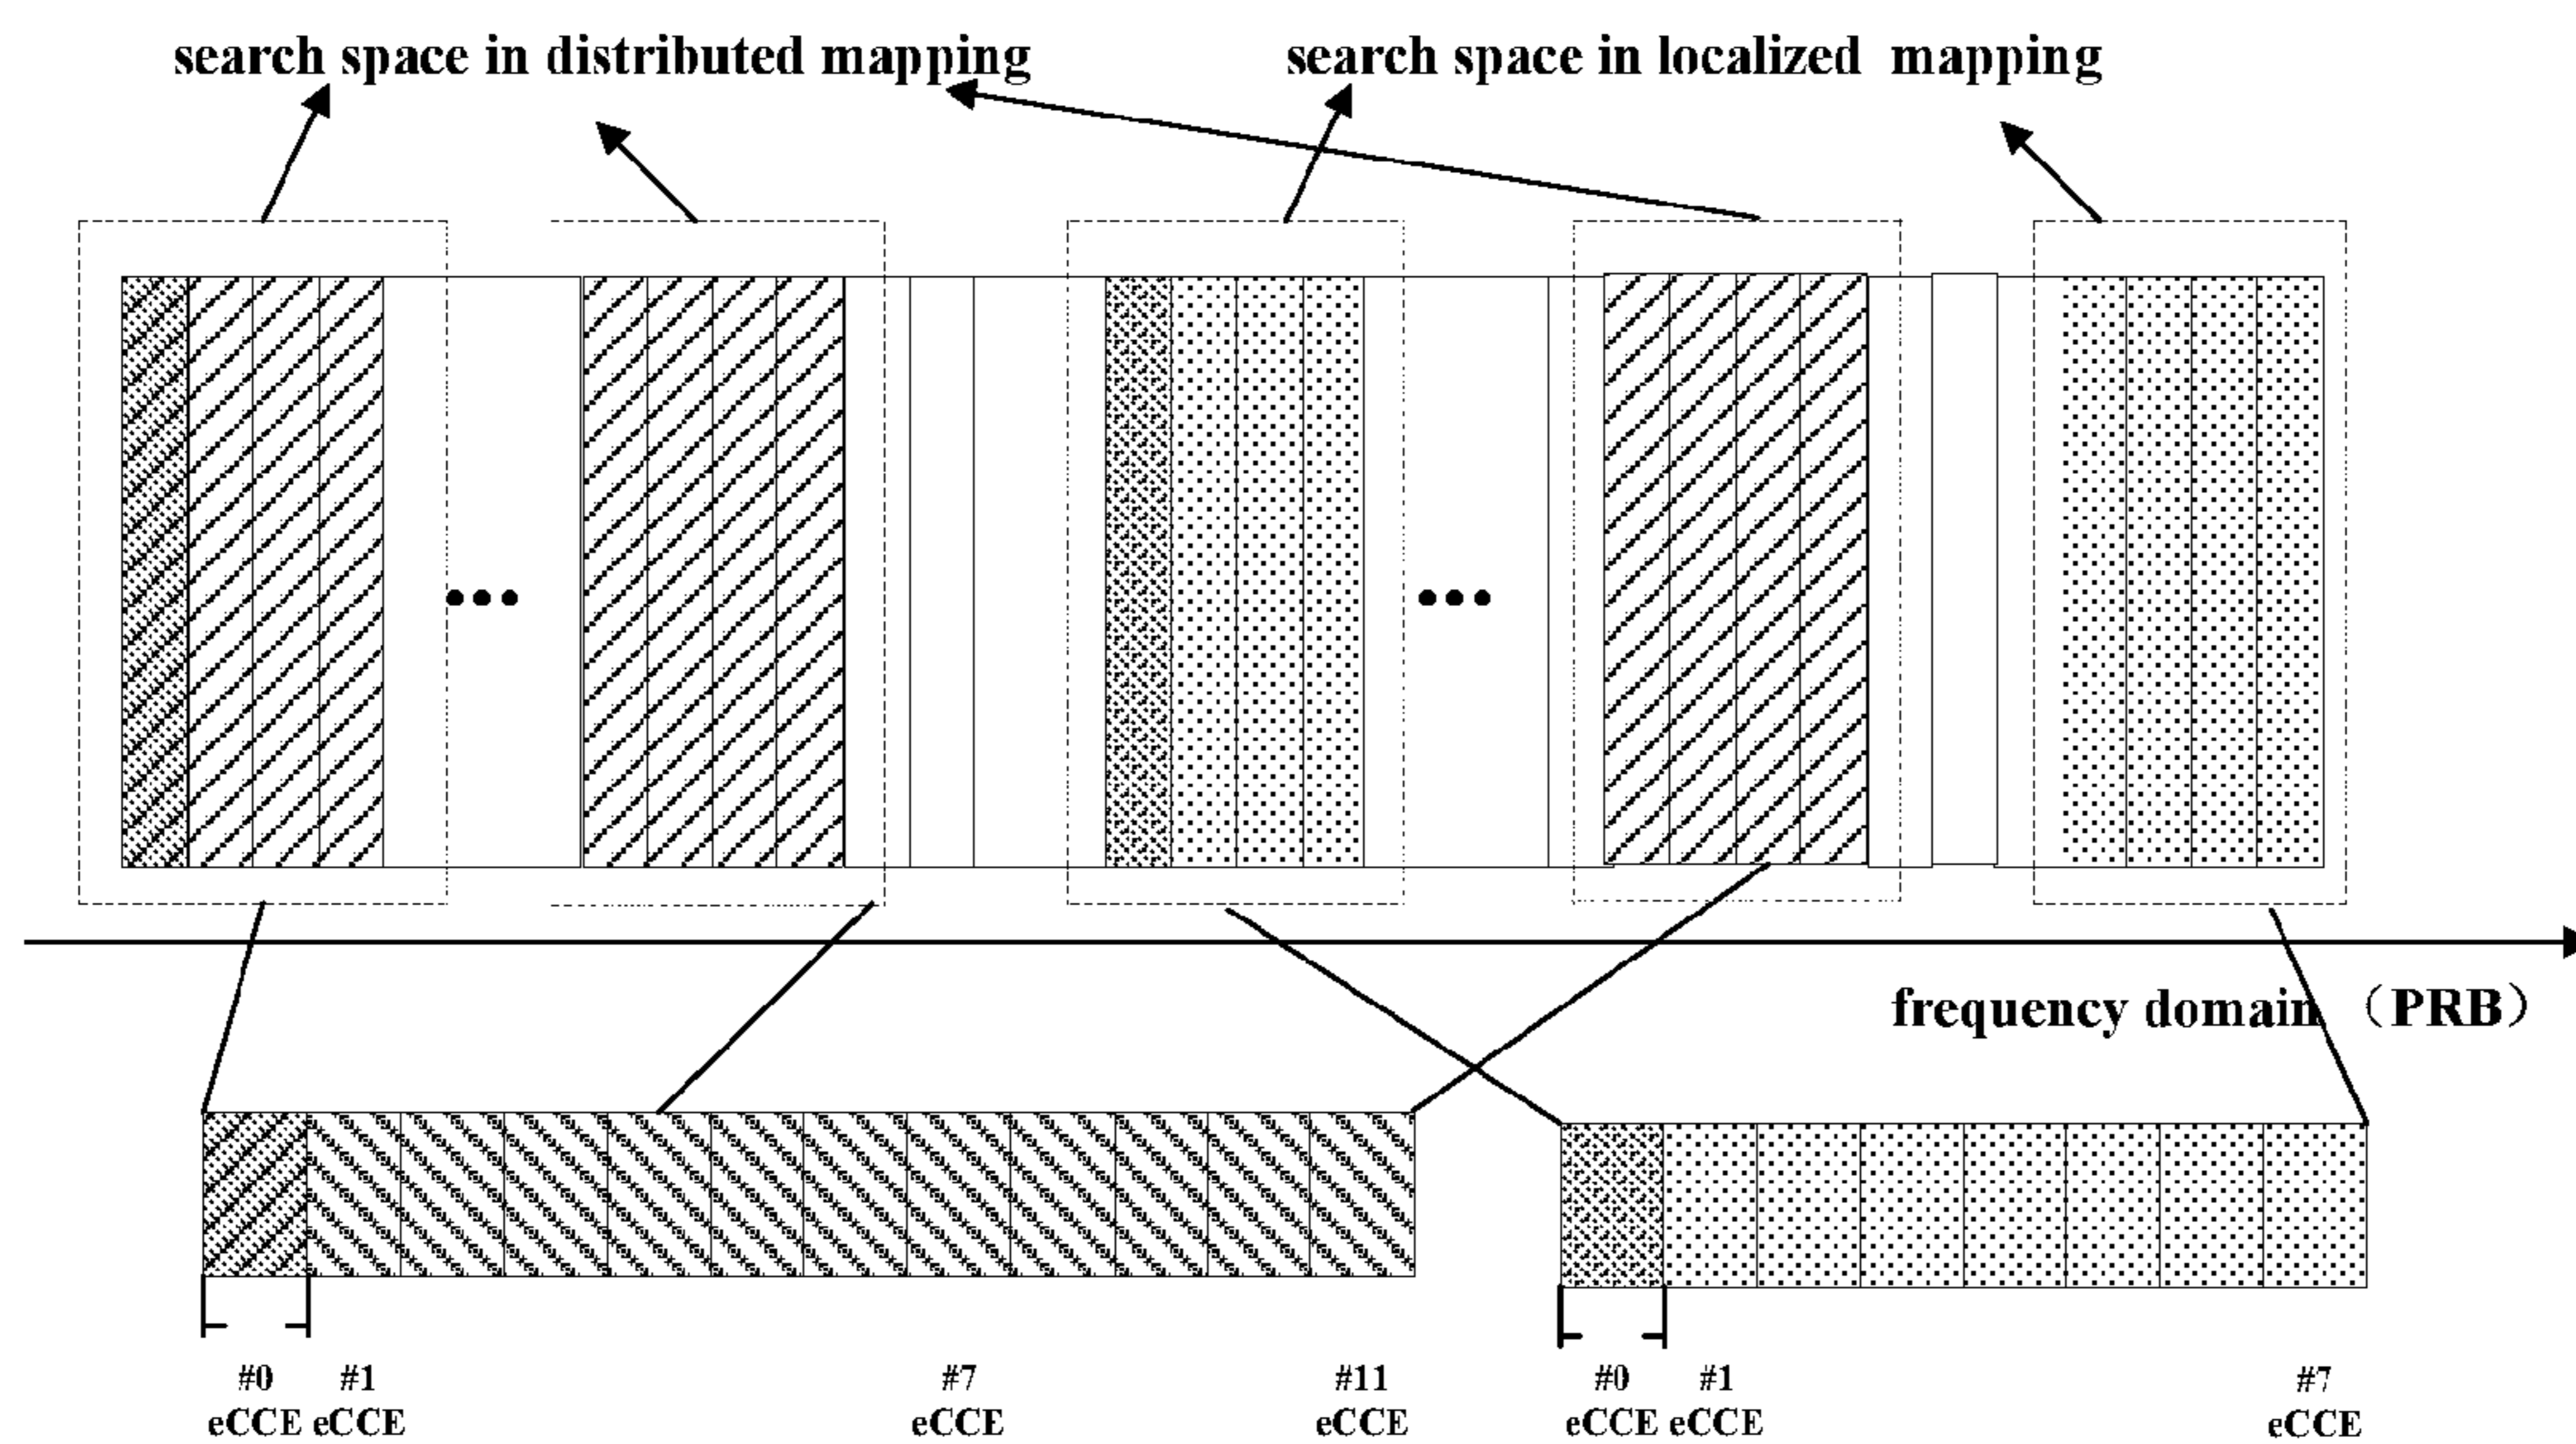 search space in distributed mapping
search space in localized mapping
frequency domain （PRB）
#0 #1 #7 #11 #0 #1 #7
eCCE eCCE eCCE eCCE eCCE eCCE eCCE